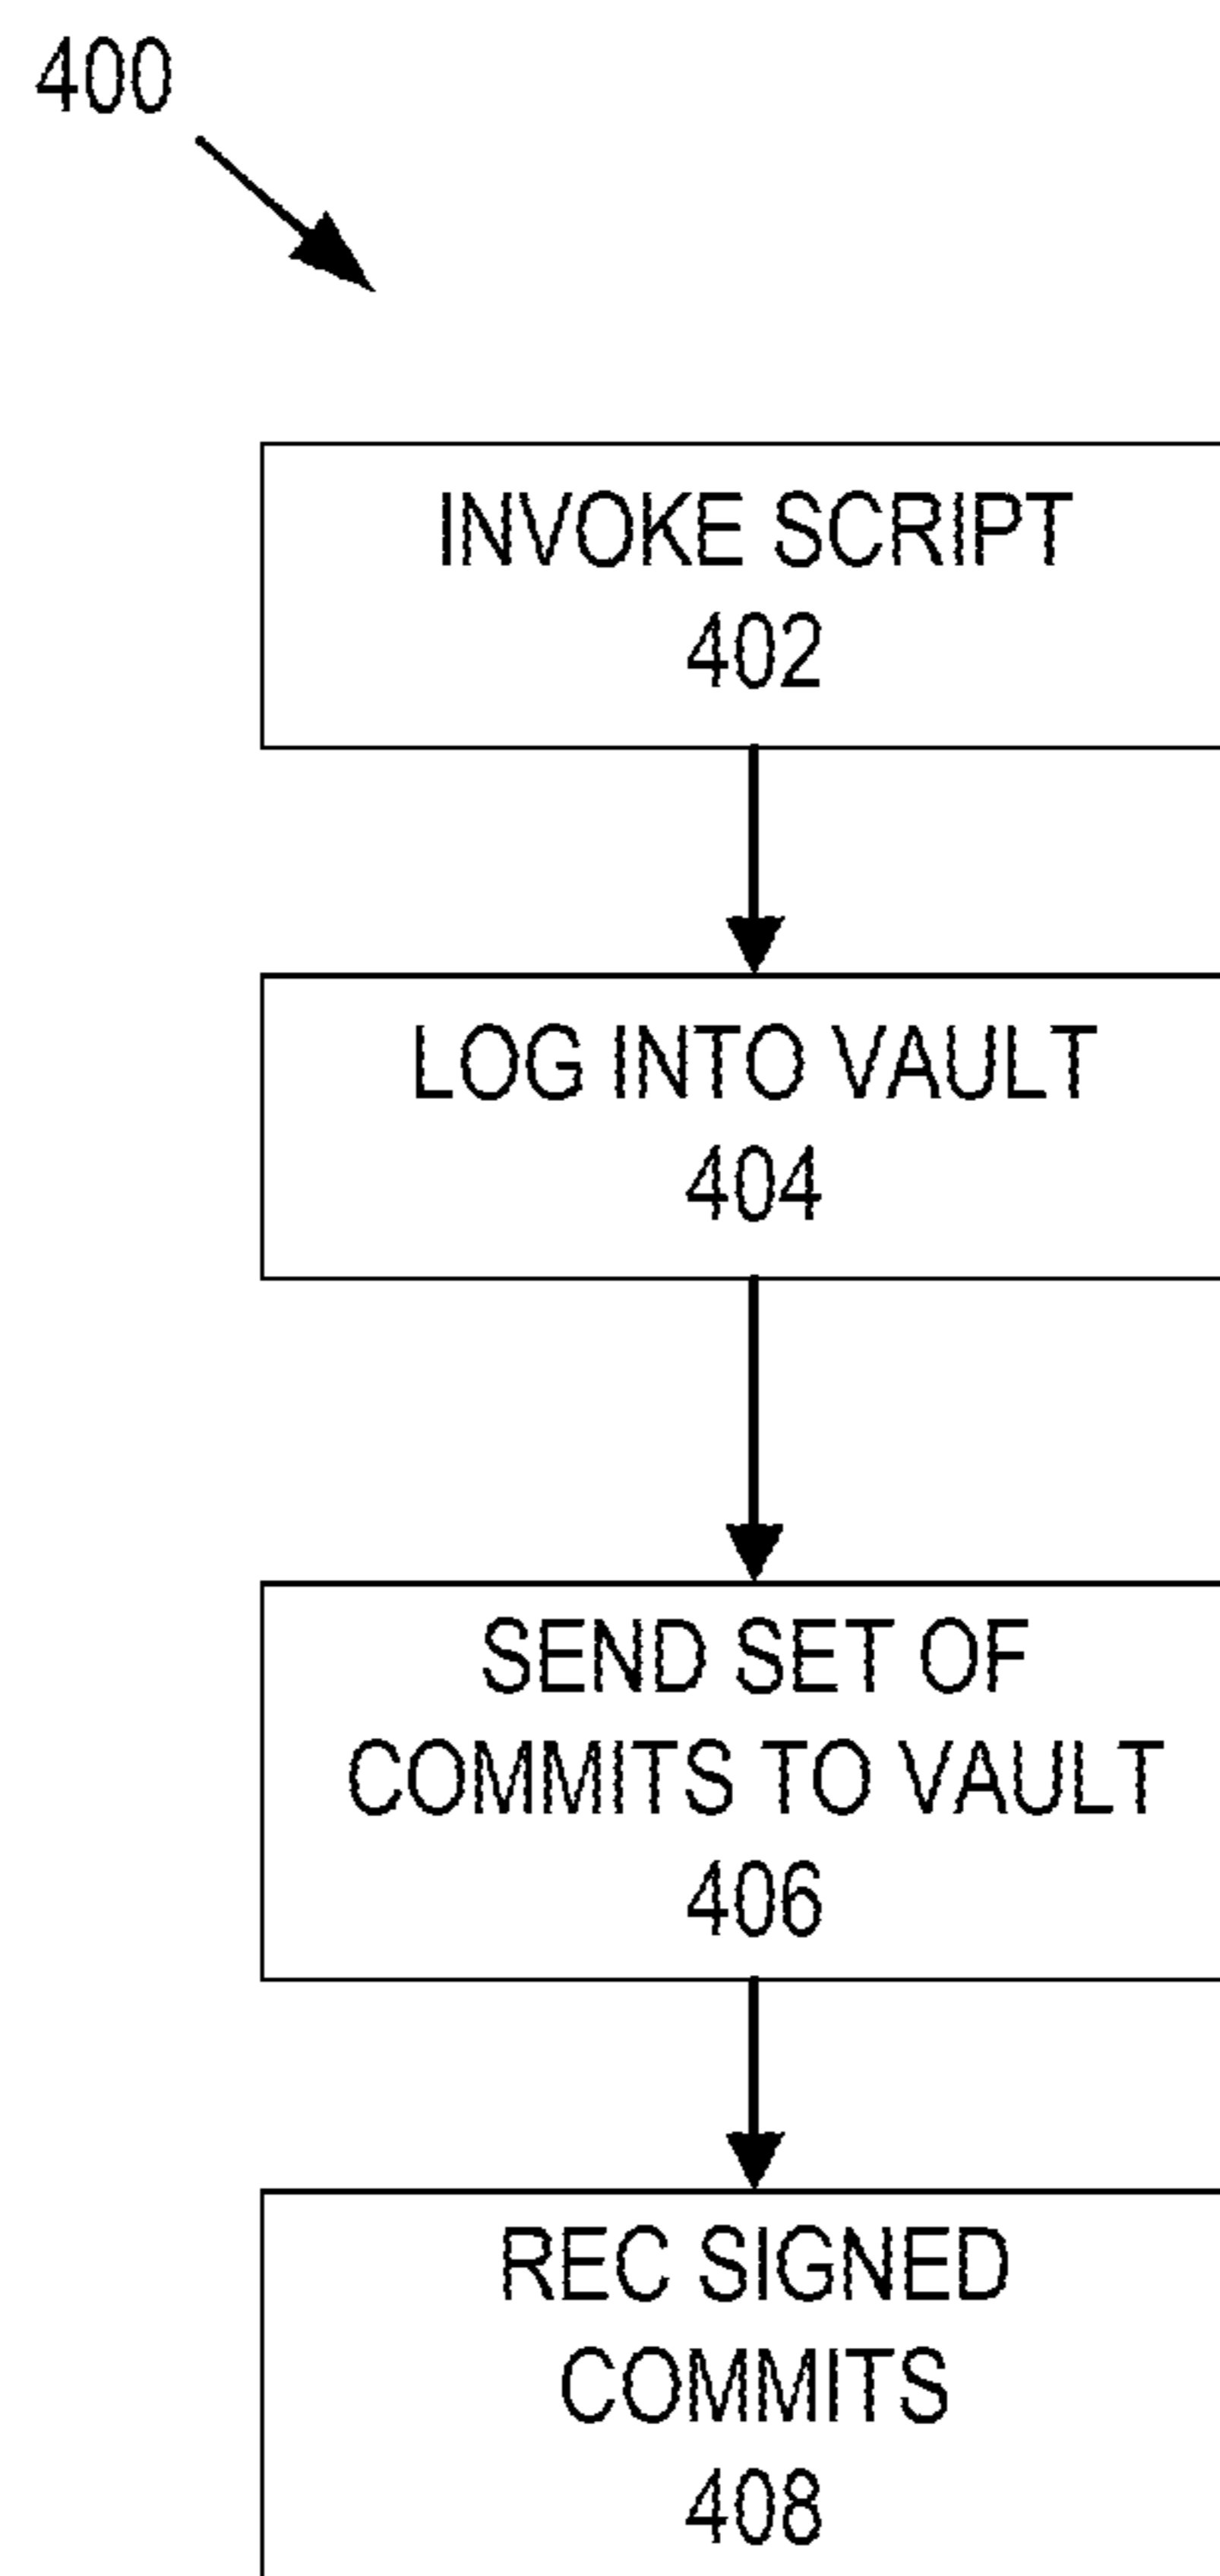 400
INVOKE SCRIPT
402
LOG INTO VAULT
404
SEND SET OF
COMMITS TO VAULT
406
REC SIGNED
COMMITS
408